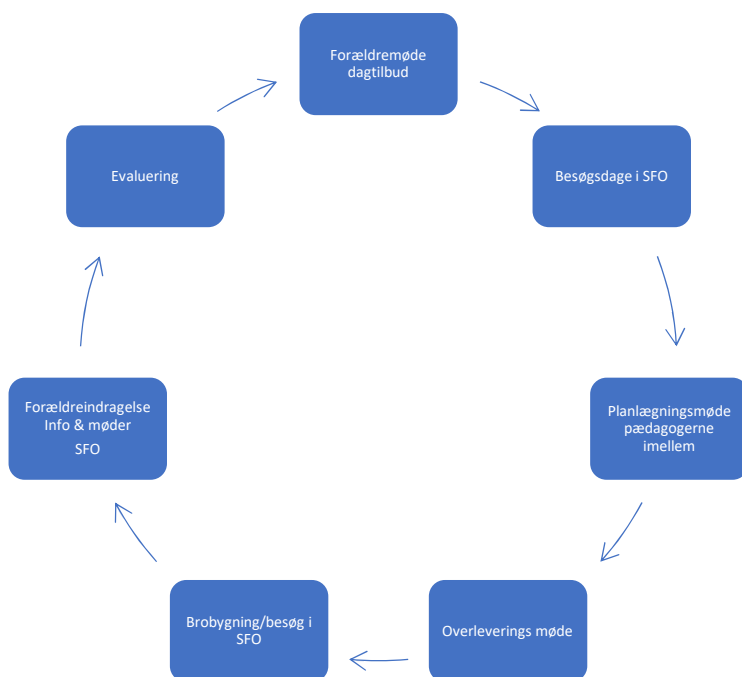 Forældremøde
dagtilbud
Besøgsdage i SFO
Planlægningsmøde
pædagogerne
imellem
Overleverings møde
Brobygning/besøg i
SFO
Forældreindragelse
Info & møder
SFO
Evaluering